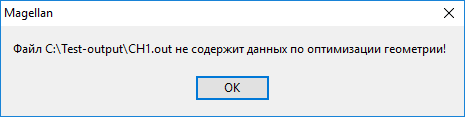 Magellan
Файл C:\Test-output\CH1.out не содержит данных по оптимизации геометрии!
OK